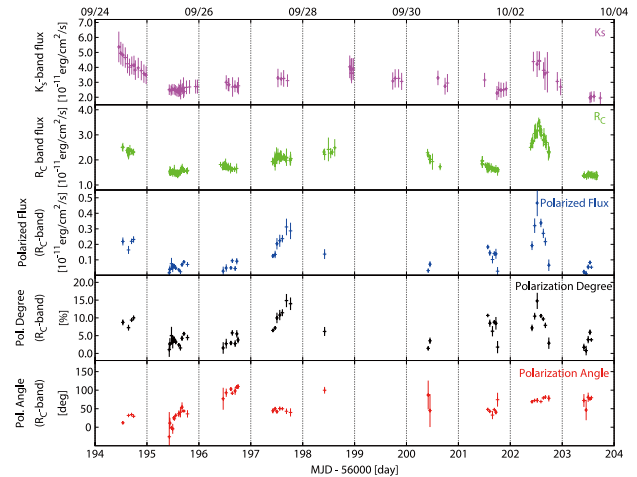 09/24 09/26 09/28 09/30 10/02 10/04
Ks
Ks-band flux
[10⁻¹¹erg/cm²/s]
6.0
5.0
4.0
3.0
2.0
RC
RC-band flux
[10⁻¹¹erg/cm²/s]
4.0
3.0
2.0
1.0
Polarized Flux
Polarized Flux
(RC-band)
[10⁻¹¹erg/cm²/s]
0.5
0.4
0.3
0.2
0.1
Polarization Degree
Pol. Degree
(RC-band)
[%]
20.0
15.0
10.0
5.0
0.0
Polarization Angle
Pol. Angle
(RC-band)
[deg]
150
100
50
0
194 195 196 197 198 199 200 201 202 203 204
MJD - 56000 [day]